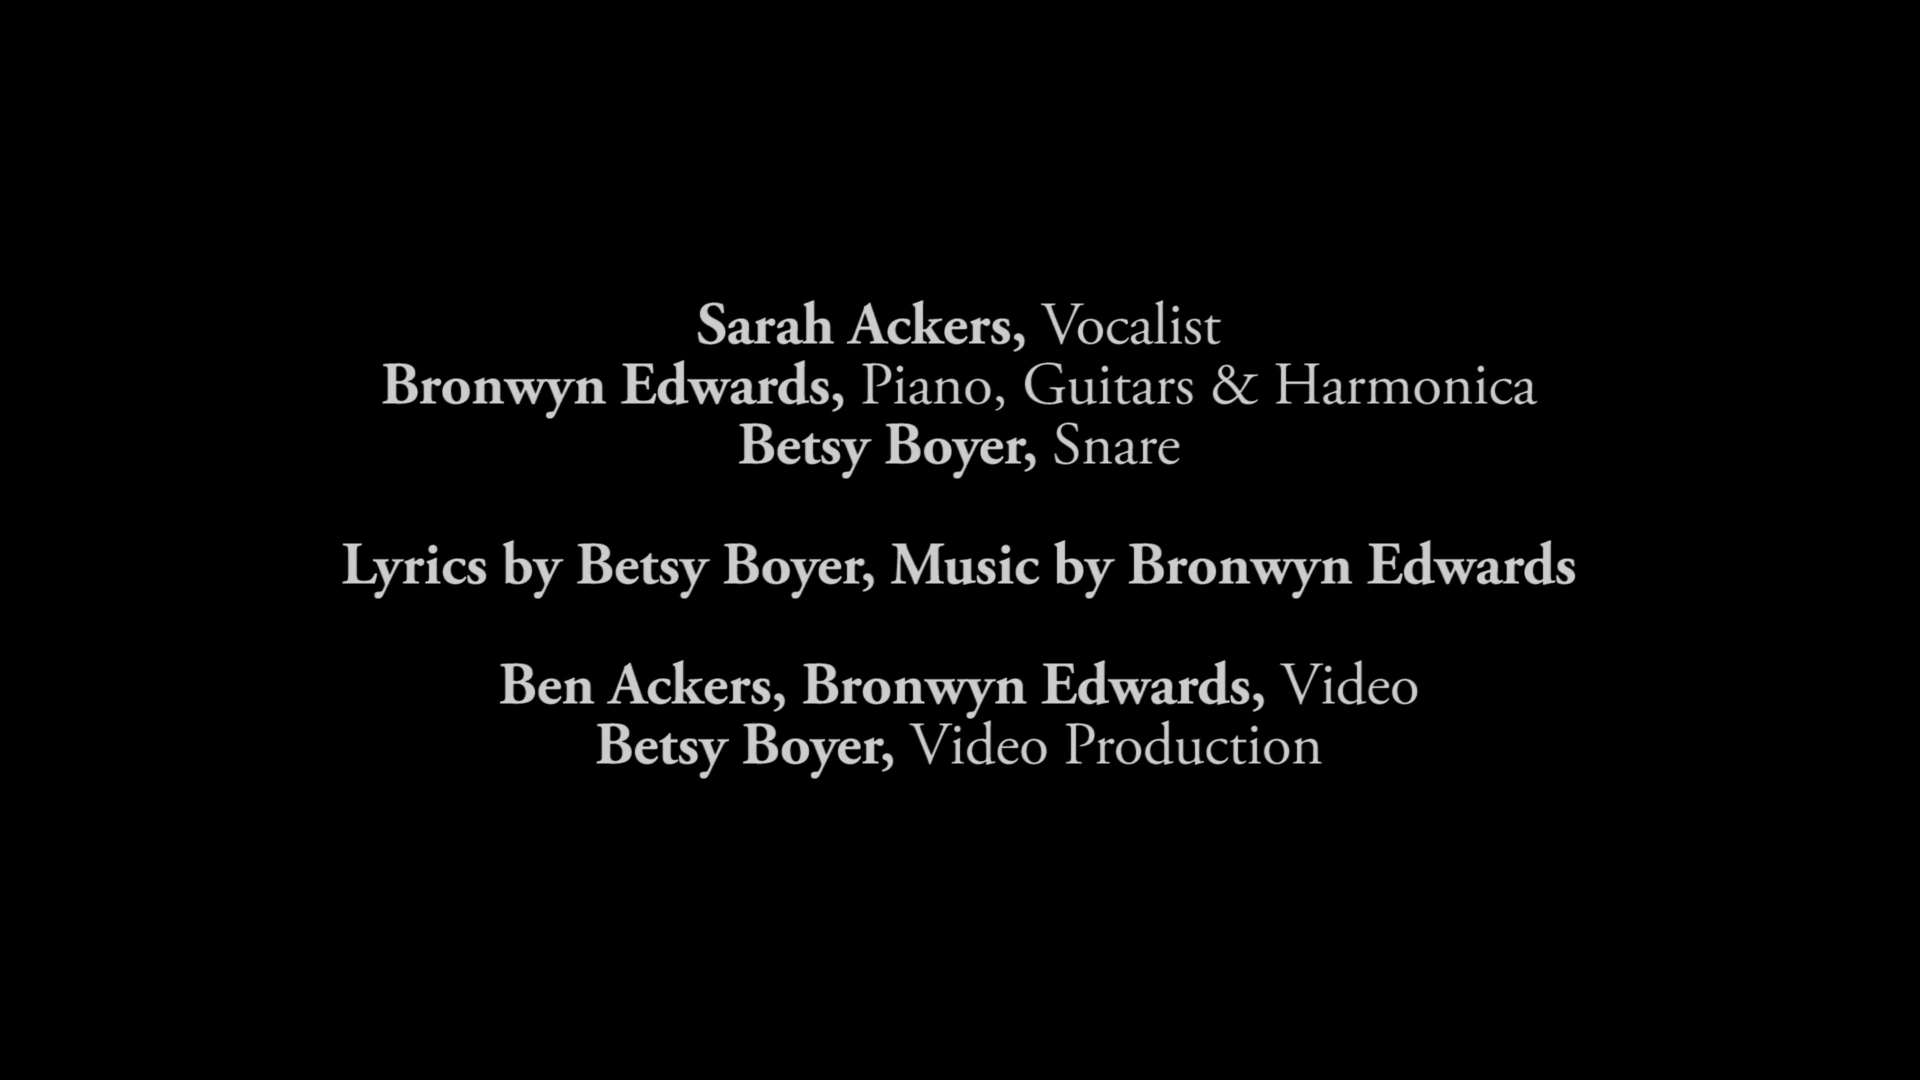 Sarah Ackers, Vocalist
Bronwyn Edwards, Piano, Guitars & Harmonica
Betsy Boyer, Snare
Lyrics by Betsy Boyer, Music by Bronwyn Edwards
Ben Ackers, Bronwyn Edwards, Video
Betsy Boyer, Video Production